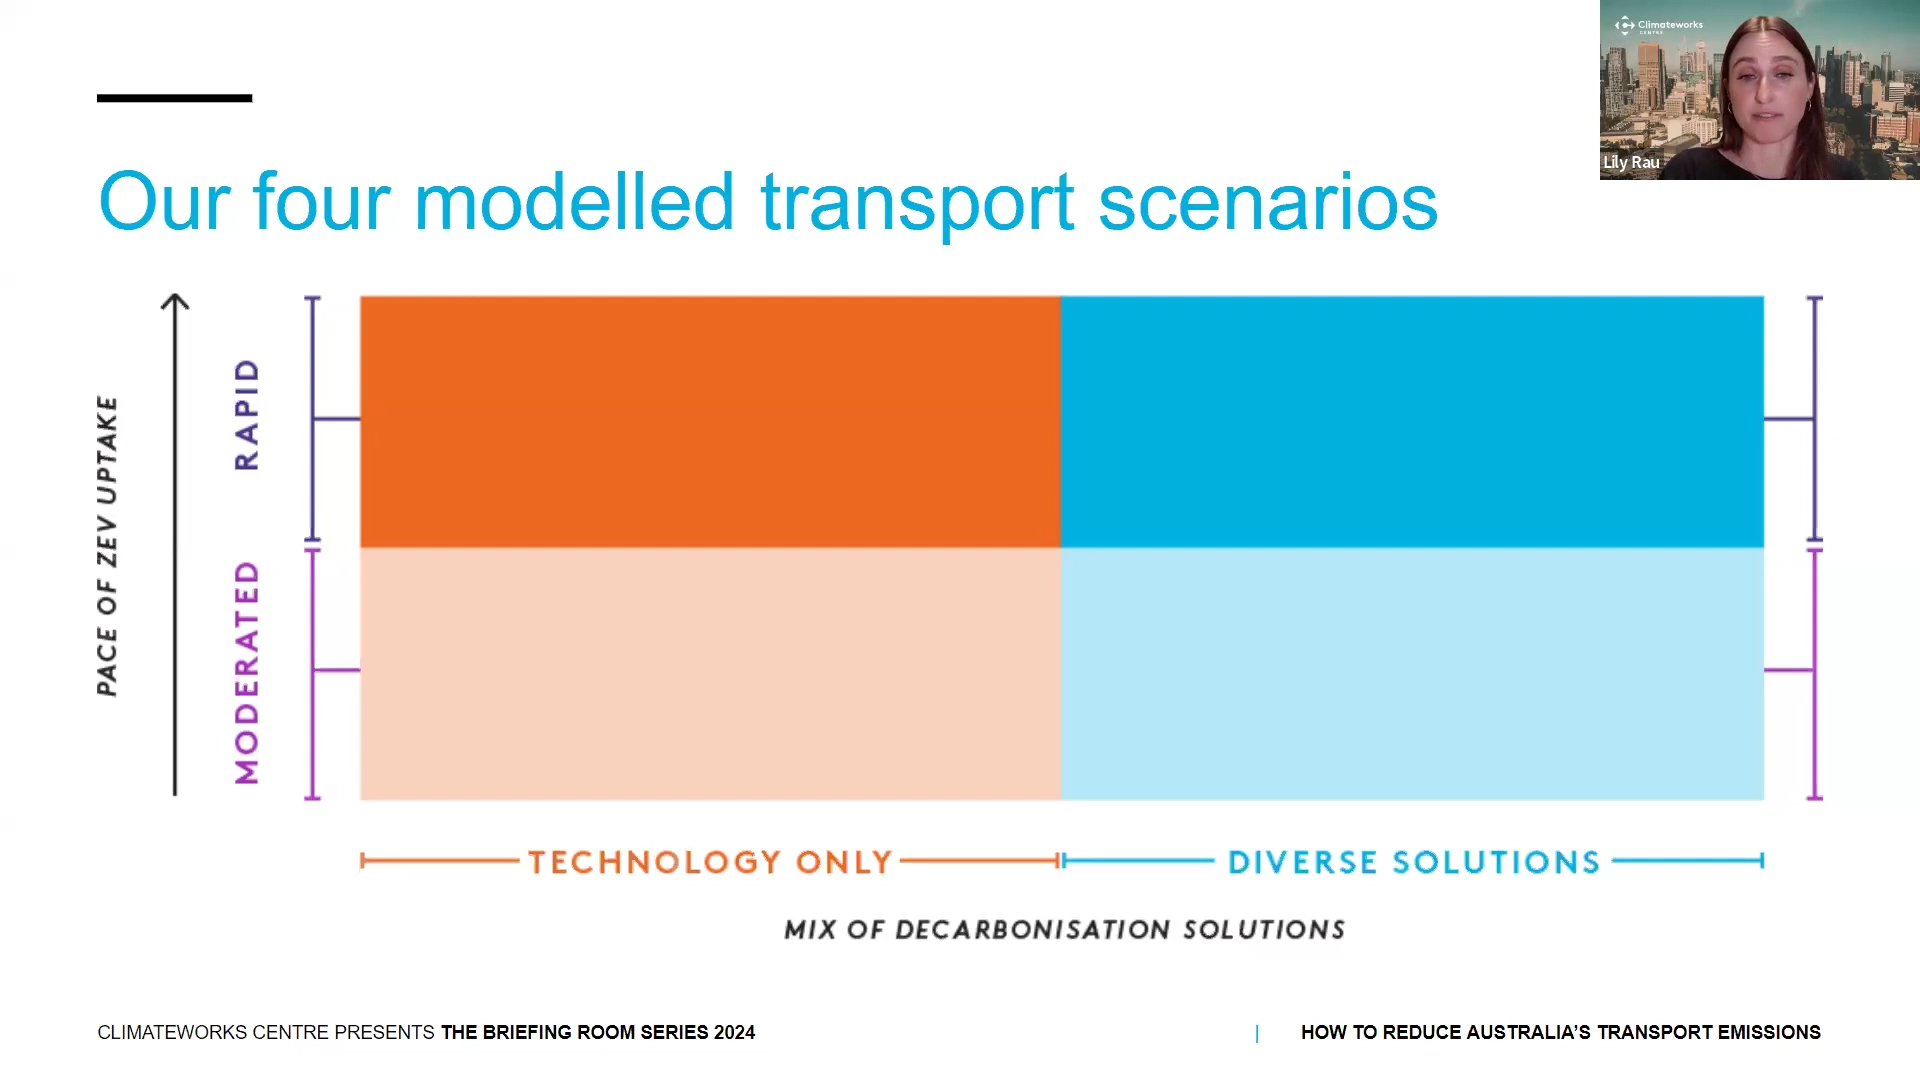 Climateworks
CENTRE
Lily Rau
Our four modelled transport scenarios
PACE OF ZEV UPTAKE
RAPID
MODERATED
TECHNOLOGY ONLY
DIVERSE SOLUTIONS
MIX OF DECARBONISATION SOLUTIONS
CLIMATEWORKS CENTRE PRESENTS THE BRIEFING ROOM SERIES 2024
| HOW TO REDUCE AUSTRALIA’S TRANSPORT EMISSIONS